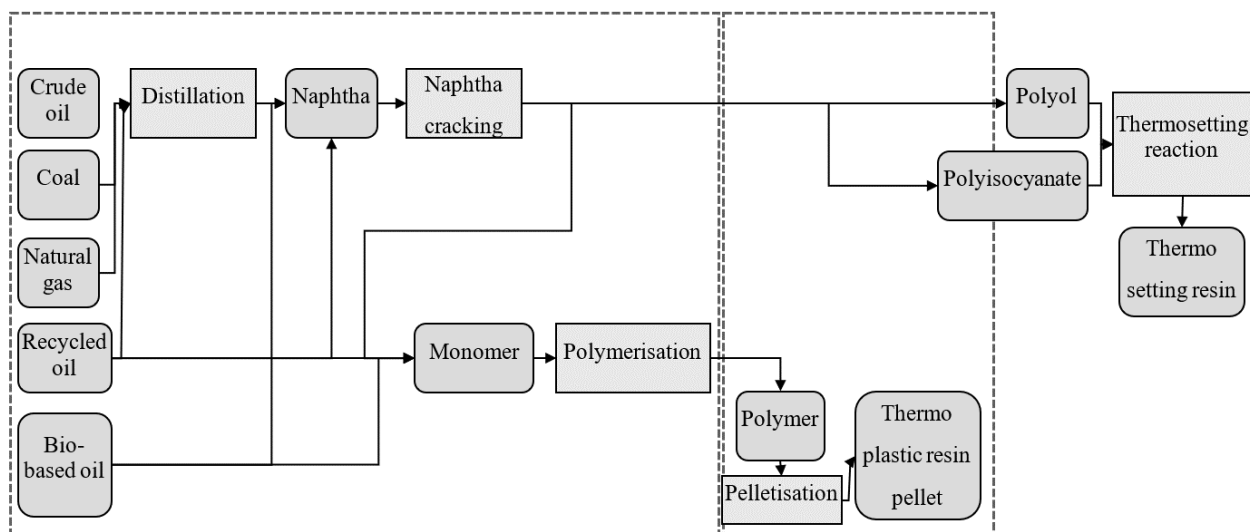 Crude
oil
Distillation
Naphtha
Naphtha
cracking
Polyol
Thermosetting
reaction
Coal
Polyisocyanate
Natural
gas
Thermo
setting resin
Recycled
oil
Monomer
Polymerisation
Bio-
based oil
Polymer
Thermo
plastic resin
pellet
Pelletisation